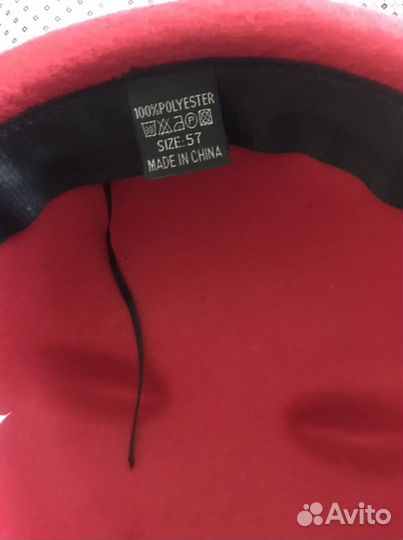 100%POLYESTER
SIZE:57
MADE IN CHINA
Avito